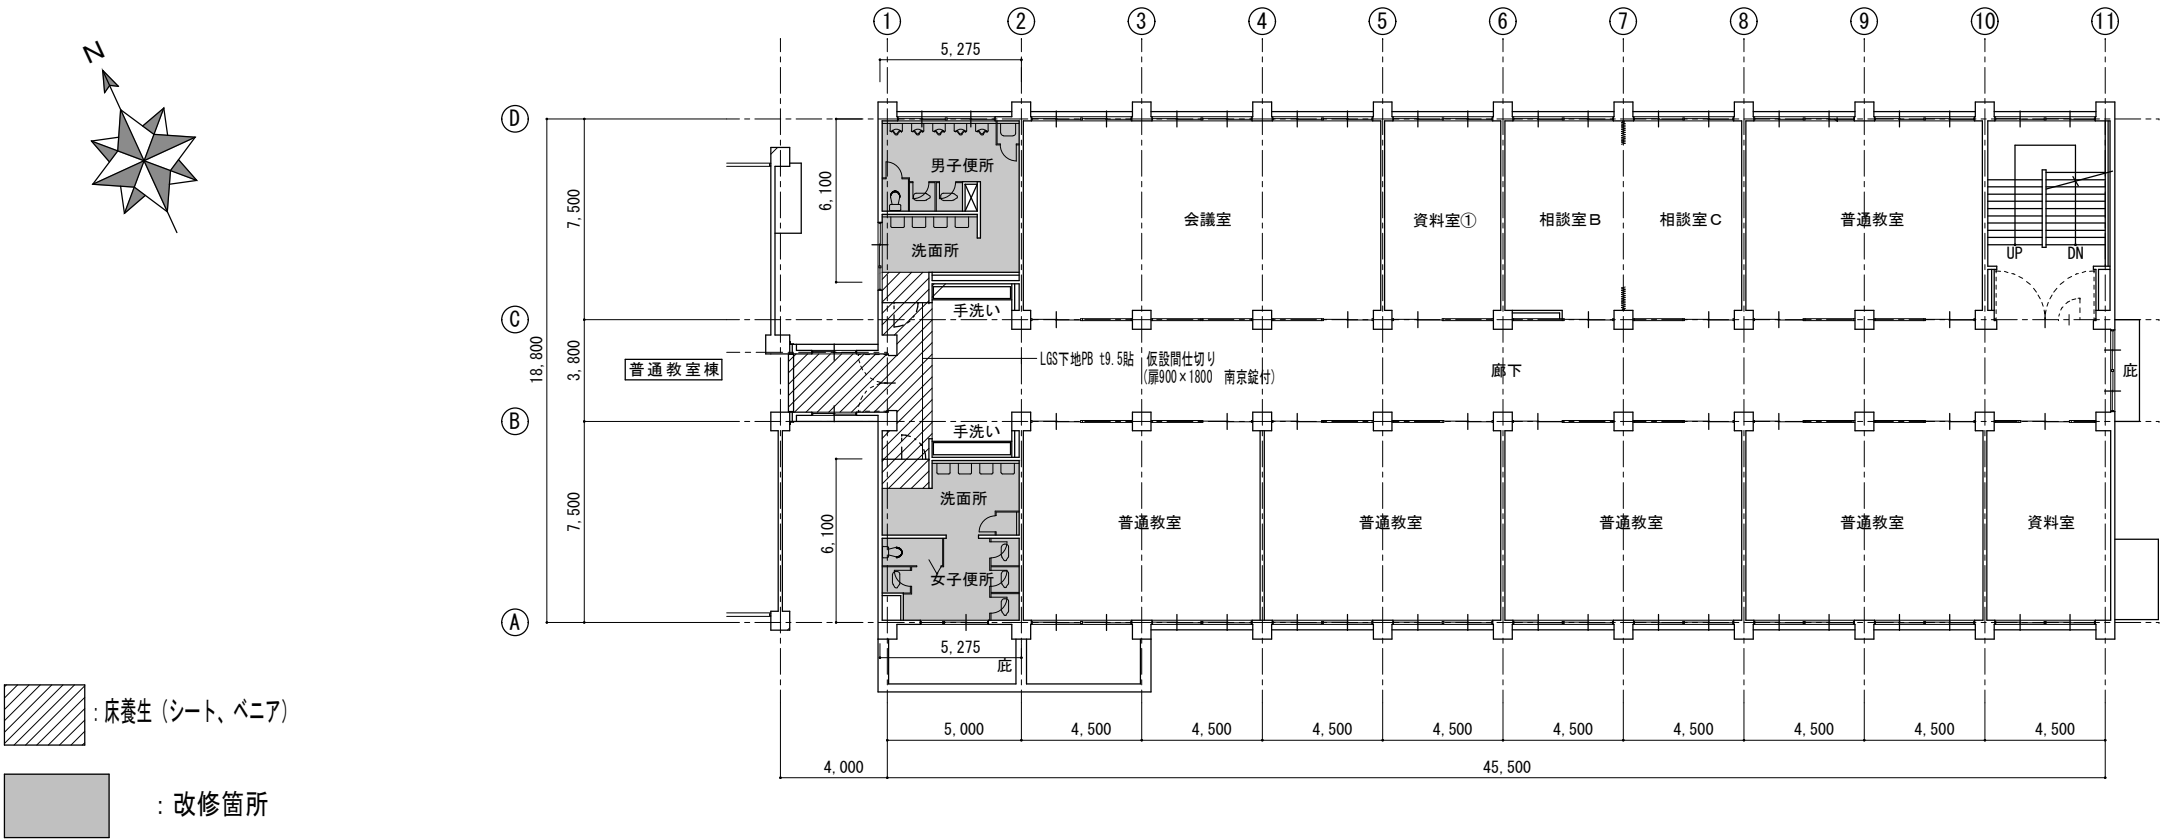 N
① ② ③ ④ ⑤ ⑥ ⑦ ⑧ ⑨ ⑩ ⑪
5,275
Ⓓ
男子便所
6,100
7,500
会議室
資料室①
相談室B
相談室C
普通教室
洗面所
UP
DN
手洗い
Ⓒ
LGS下地PB t9.5貼 仮設間仕切り
(扉900×1800 南京錠付)
普通教室棟
18,800
3,800
廊下
庇
Ⓑ
手洗い
洗面所
7,500
6,100
普通教室
普通教室
普通教室
普通教室
資料室
女子便所
Ⓐ
5,275
庇
:床養生(シート、ベニア)
5,000
4,500
4,500
4,500
4,500
4,500
4,500
4,500
4,500
4,500
4,000
45,500
:改修箇所